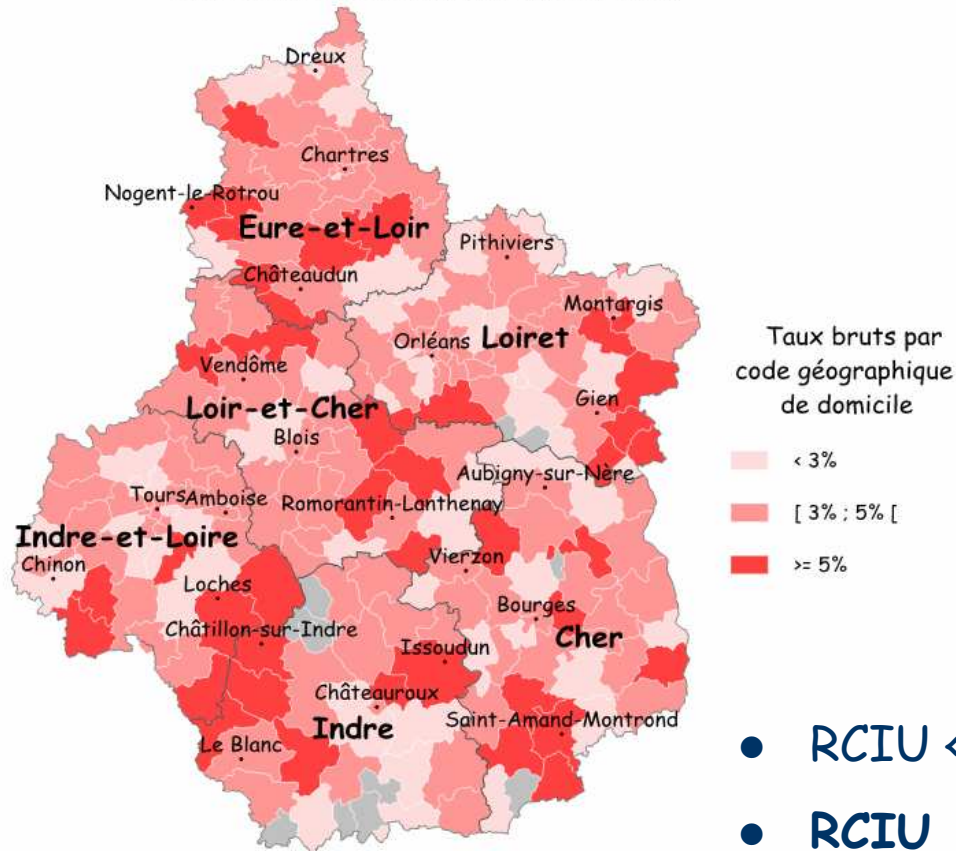 Dreux
Chartres
Nogent-le-Rotrou
Eure-et-Loir
Pithiviers
Châteaudun
Montargis
Orléans
Loiret
Vendôme
Gien
Loir-et-Cher
Blois
Aubigny-sur-Nère
Tours
Amboise
Romorantin-Lanthenay
Indre-et-Loire
Chinon
Vierzon
Loches
Bourges
Châtillon-sur-Indre
Cher
Issoudun
Châteauroux
Indre
Saint-Amand-Montrond
Le Blanc
Taux bruts par
code géographique
de domicile
< 3%
[ 3% ; 5% [
>= 5%
• RCIU <
• RCIU